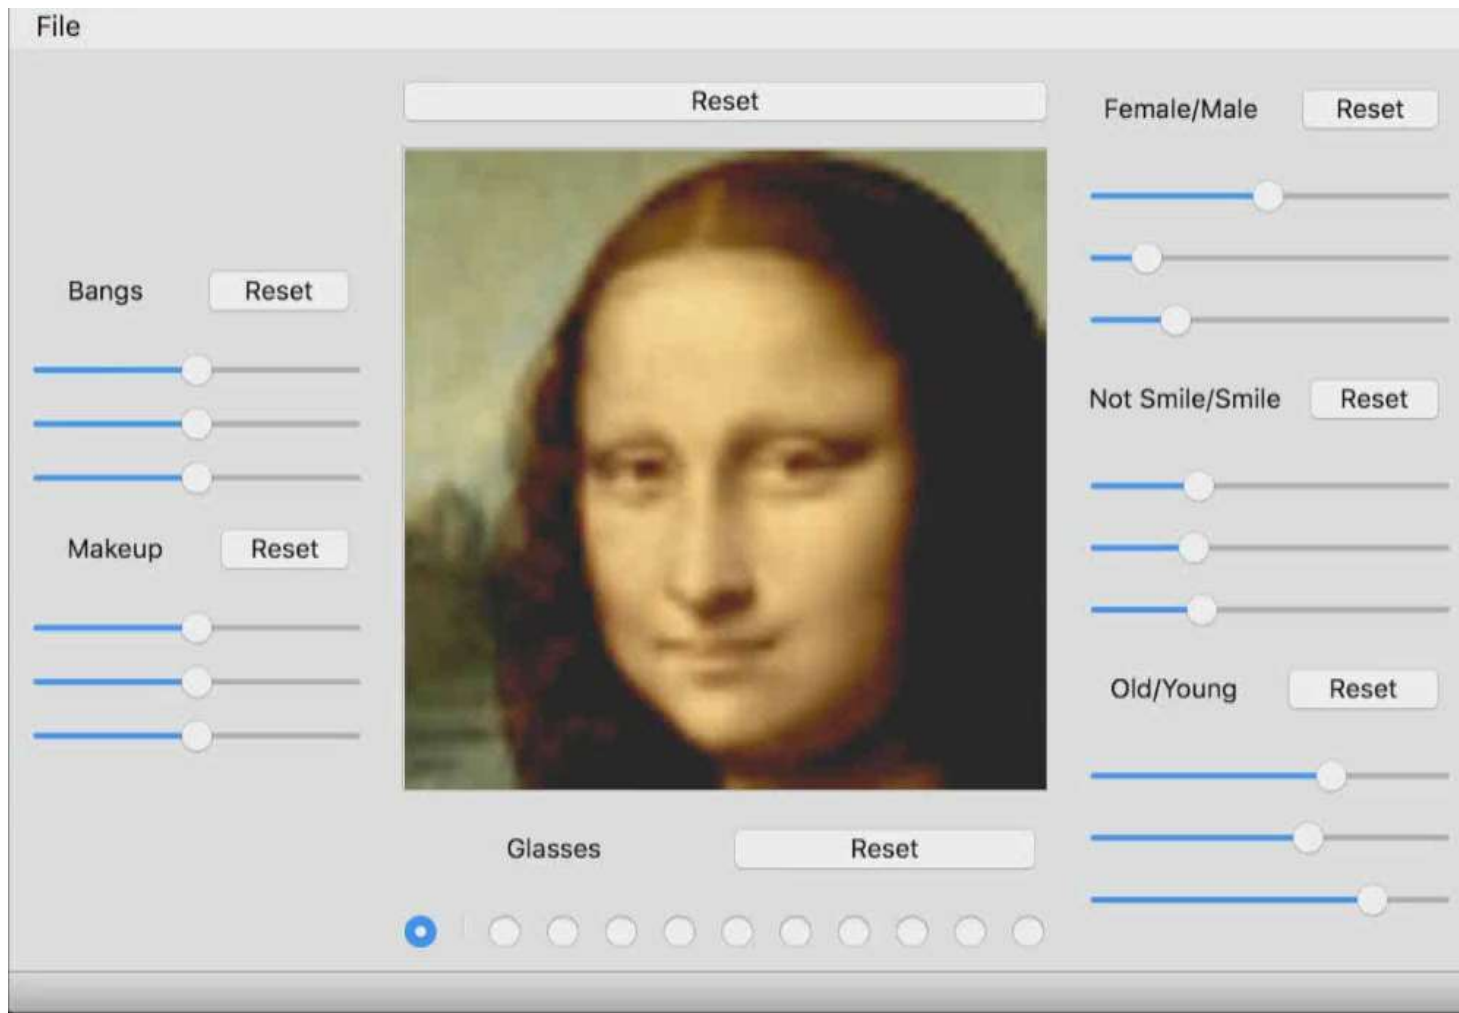 File
Reset
Female/Male Reset
Bangs Reset
Not Smile/Smile Reset
Makeup Reset
Old/Young Reset
Glasses Reset